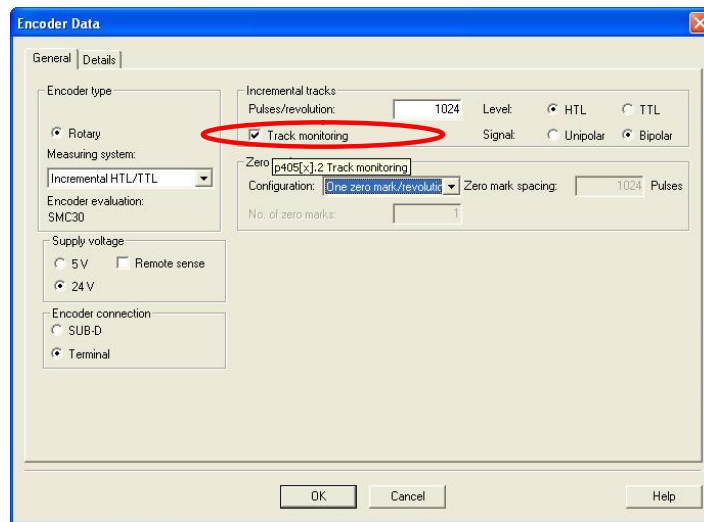 Encoder Data
General
Details
Encoder type
Rotary
Measuring system:
Incremental HTL/TTL
Encoder evaluation:
SMC30
Supply voltage
5 V
Remote sense
24 V
Encoder connection
SUB-D
Terminal
Incremental tracks
Pulses/revolution:
1024
Level:
HTL
TTL
Track monitoring
Signal:
Unipolar
Bipolar
Zero
p405[x].2 Track monitoring
Configuration:
One zero mark/revolutio
Zero mark spacing:
1024
Pulses
No. of zero marks:
1
OK
Cancel
Help